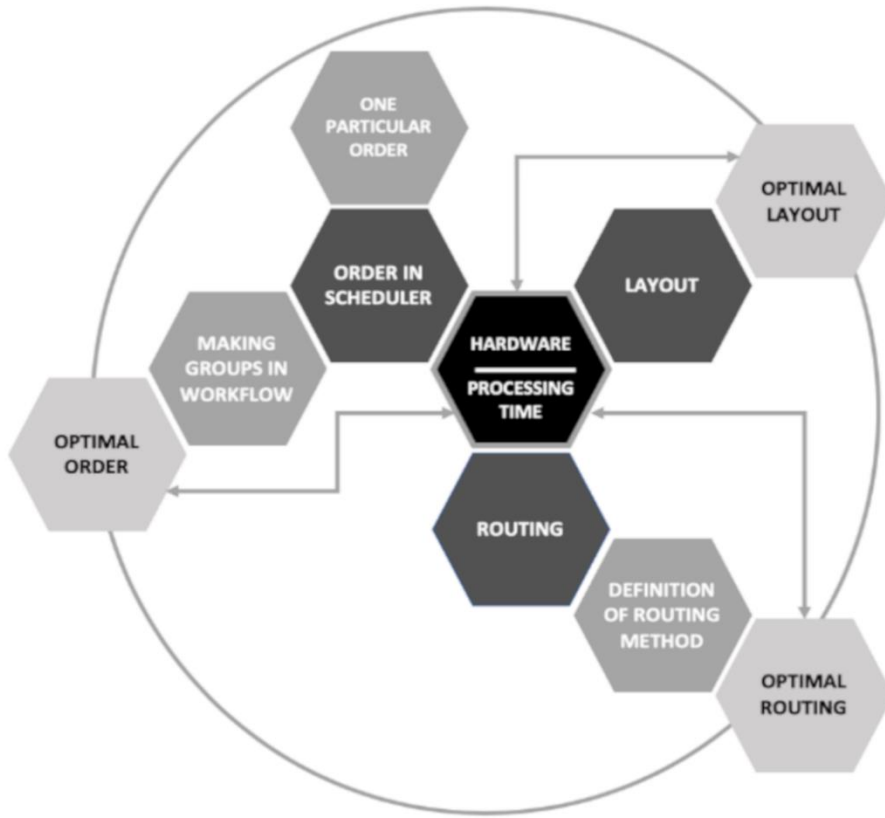 ONE
PARTICULAR
ORDER
OPTIMAL
LAYOUT
ORDER IN
SCHEDULER
LAYOUT
MAKING
GROUPS IN
WORKFLOW
HARDWARE
PROCESSING
TIME
OPTIMAL
ORDER
ROUTING
DEFINITION
OF ROUTING
METHOD
OPTIMAL
ROUTING